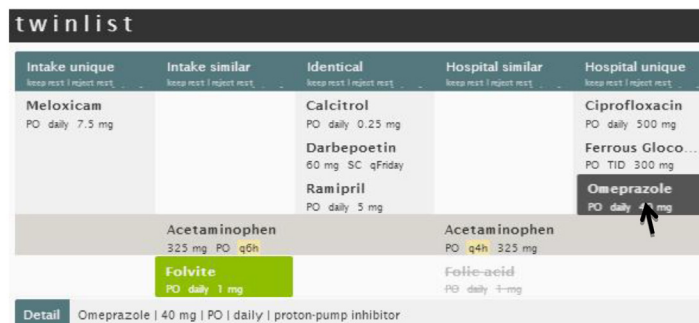 twinlist
Intake unique
keep rest | reject rest
Intake similar
keep rest | reject rest
Identical
keep rest | reject rest
Hospital similar
keep rest | reject rest
Hospital unique
keep rest | reject rest
Meloxicam
PO daily 7.5 mg
Calcitrol
PO daily 0.25 mg
Ciprofloxacin
PO daily 500 mg
Darbepoetin
60 mg SC qFriday
Ferrous Gloco...
PO TID 300 mg
Ramipril
PO daily 5 mg
Omeprazole
PO daily 40 mg
Acetaminophen
325 mg PO q6h
Acetaminophen
PO q4h 325 mg
Folvite
PO daily 1 mg
Folic acid
PO daily 1 mg
Detail Omeprazole | 40 mg | PO | daily | proton-pump inhibitor